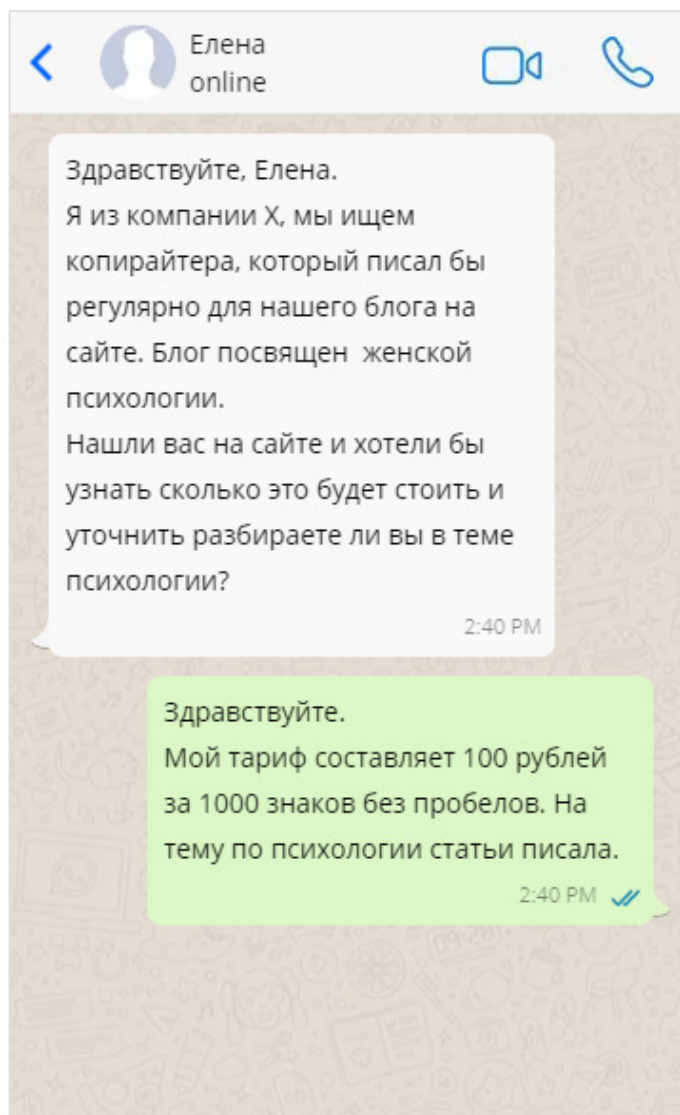 Елена
online
Здравствуйте, Елена.
Я из компании X, мы ищем
копирайтера, который писал бы
регулярно для нашего блога на
сайте. Блог посвящен  женской
психологии.
Нашли вас на сайте и хотели бы
узнать сколько это будет стоить и
уточнить разбираете ли вы в теме
психологии?
2:40 PM
Здравствуйте.
Мой тариф составляет 100 рублей
за 1000 знаков без пробелов. На
тему по психологии статьи писала.
2:40 PM